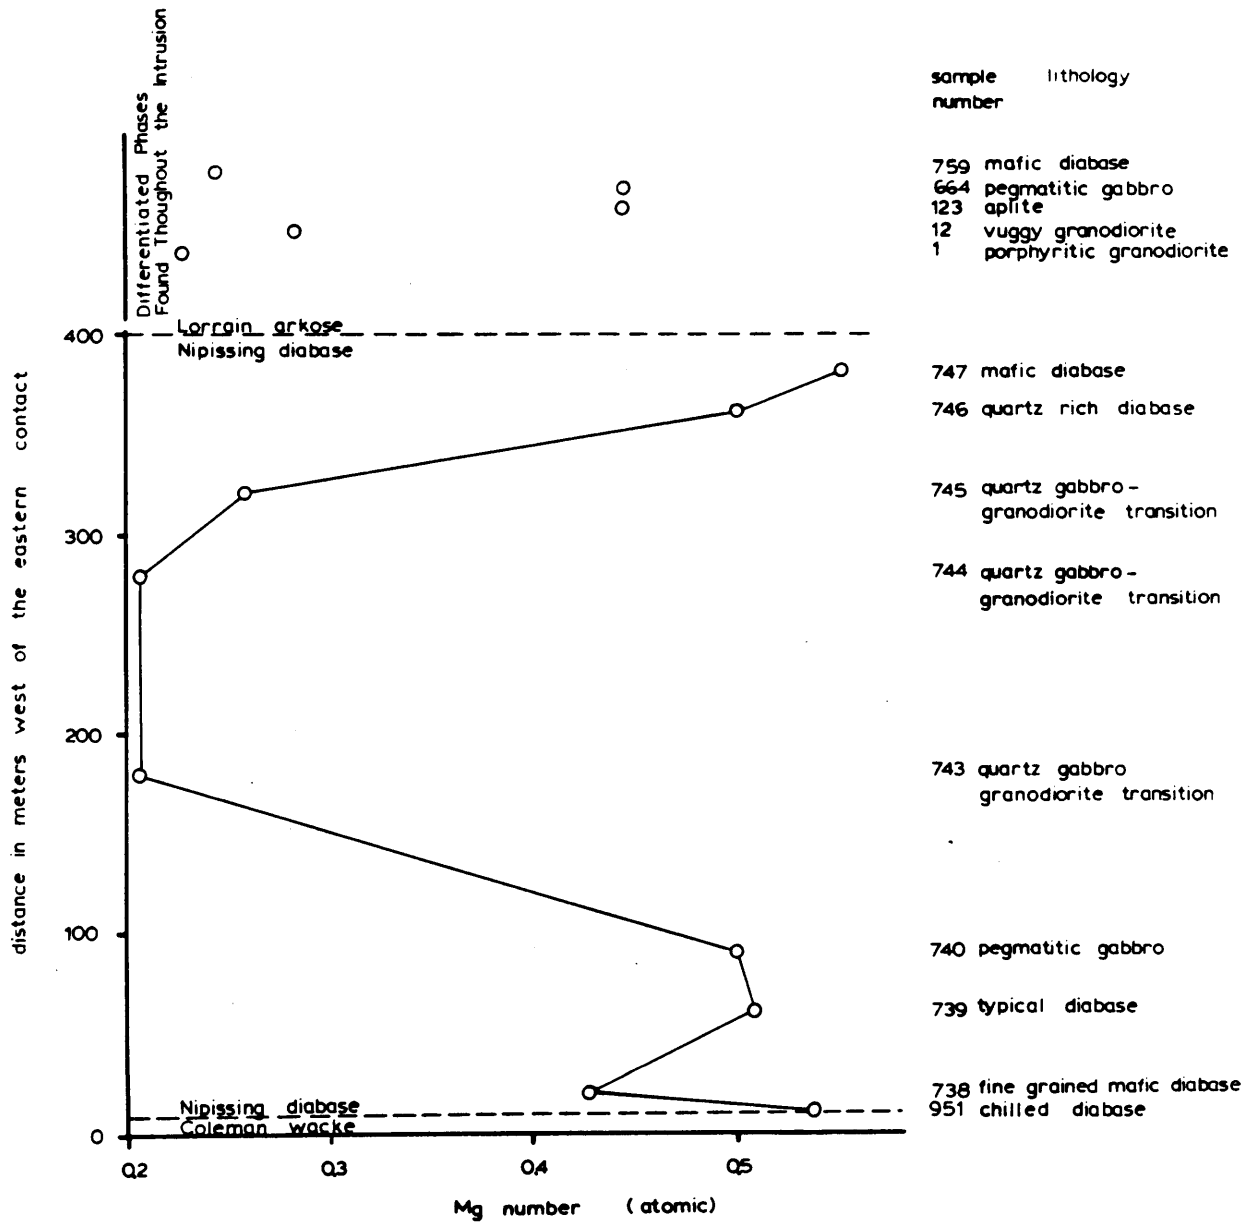 Differentiated Phases
Found Thoughout the Intrusion
sample lithology
number
759 mafic diabase
664 pegmatitic gabbro
123 aplite
12 vuggy granodiorite
1 porphyritic granodiorite
Lorrain arkose
400
Nipissing diabase
747 mafic diabase
746 quartz rich diabase
745 quartz gabbro-
granodiorite transition
300
744 quartz gabbro-
granodiorite transition
200
743 quartz gabbro
granodiorite transition
100
740 pegmatitic gabbro
739 typical diabase
738 fine grained mafic diabase
951 chilled diabase
Nipissing diabase
Coleman wacke
0
0.2 0.3 0.4 0.5
Mg number (atomic)
distance in meters west of the eastern contact